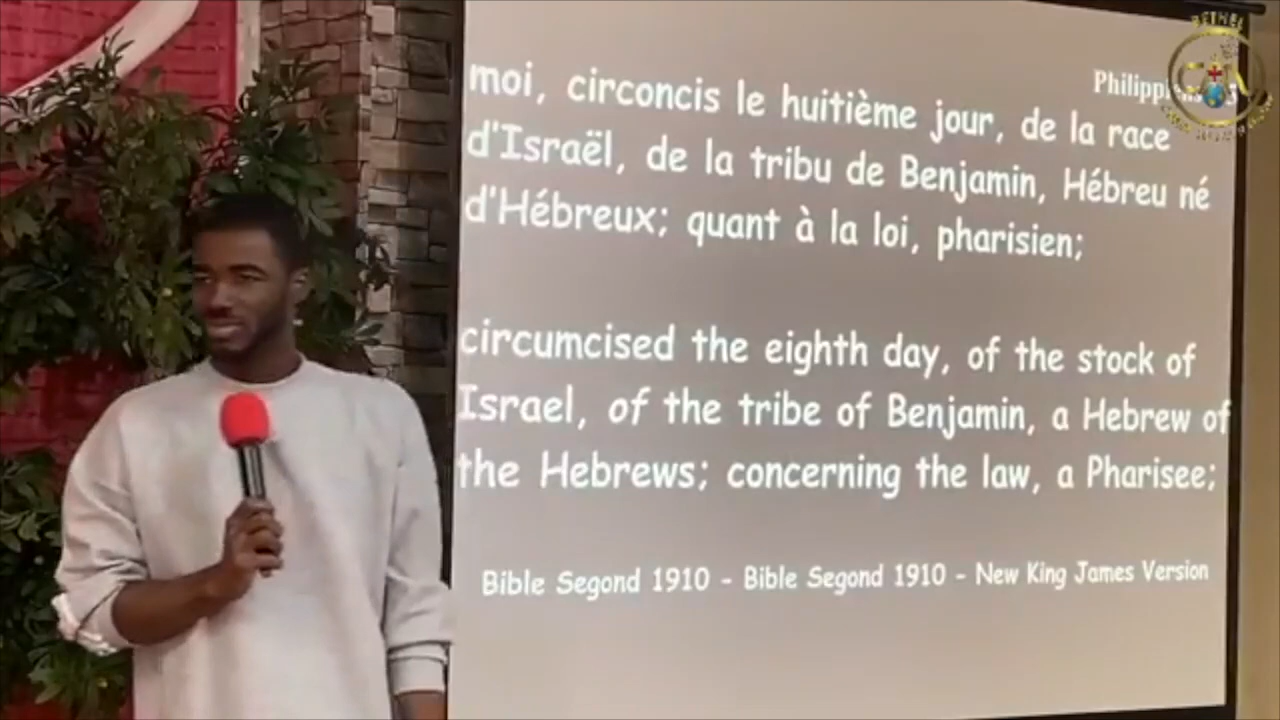 Philippiens
moi, circoncis le huitième jour, de la race
d'Israël, de la tribu de Benjamin, Hébreu né
d'Hébreux; quant à la loi, pharisien;
circumcised the eighth day, of the stock of
Israel, of the tribe of Benjamin, a Hebrew of
the Hebrews; concerning the law, a Pharisee;
Bible Segond 1910 - Bible Segond 1910 - New King James Version
BETHEL